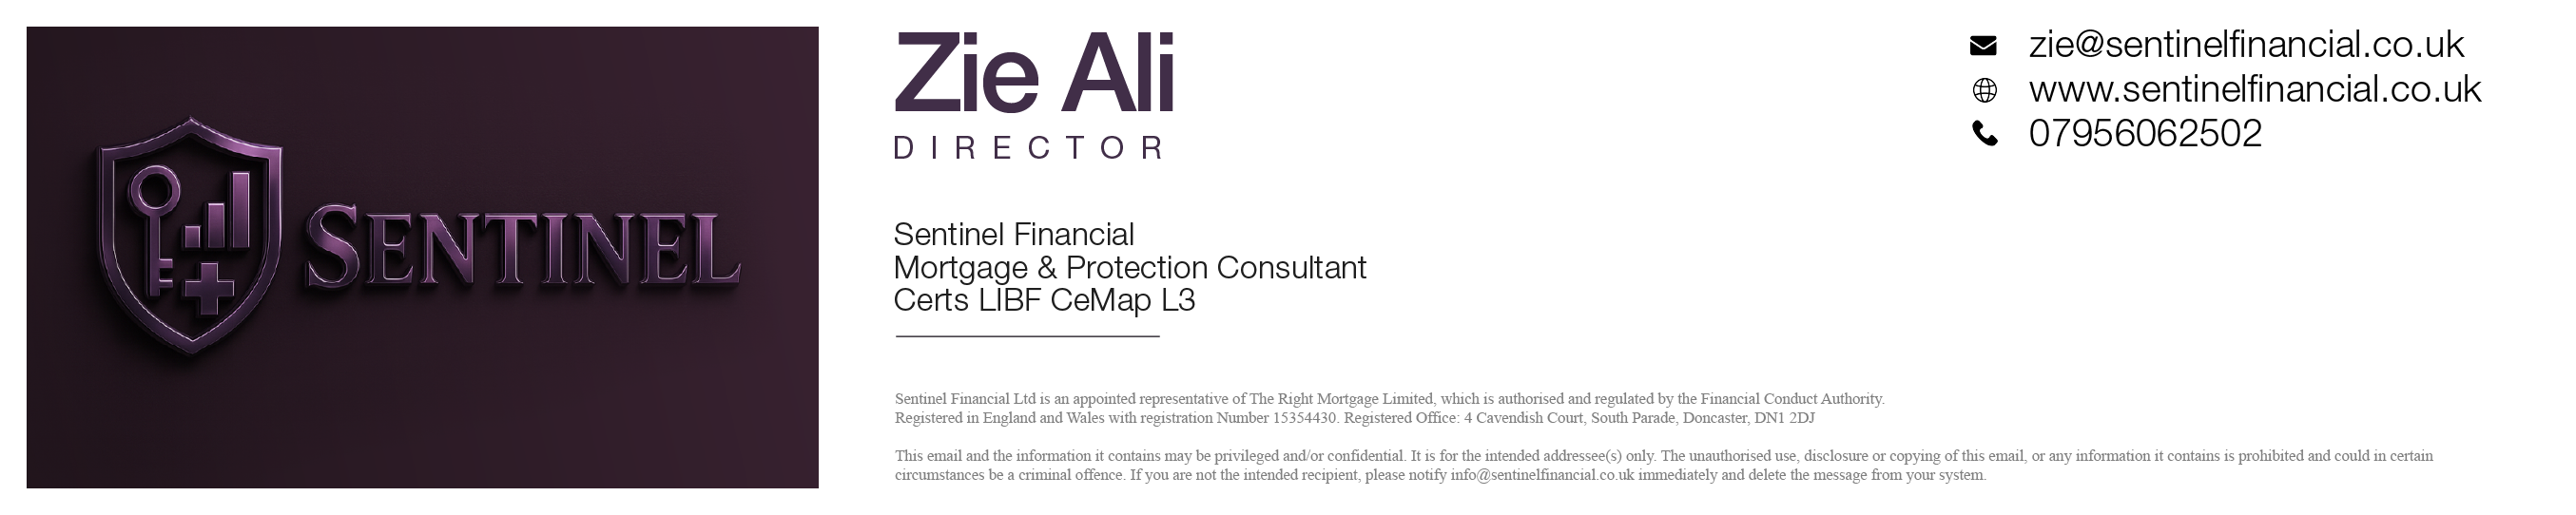 SENTINEL
Zie Ali
DIRECTOR
Sentinel Financial
Mortgage & Protection Consultant
Certs LIBF CeMap L3
zie@sentinelfinancial.co.uk
www.sentinelfinancial.co.uk
07956062502
Sentinel Financial Ltd is an appointed representative of The Right Mortgage Limited, which is authorised and regulated by the Financial Conduct Authority.
Registered in England and Wales with registration Number 15354430. Registered Office: 4 Cavendish Court, South Parade, Doncaster, DN1 2DJ
This email and the information it contains may be privileged and/or confidential. It is for the intended addressee(s) only. The unauthorised use, disclosure or copying of this email, or any information it contains is prohibited and could in certain
circumstances be a criminal offence. If you are not the intended recipient, please notify info@sentinelfinancial.co.uk immediately and delete the message from your system.